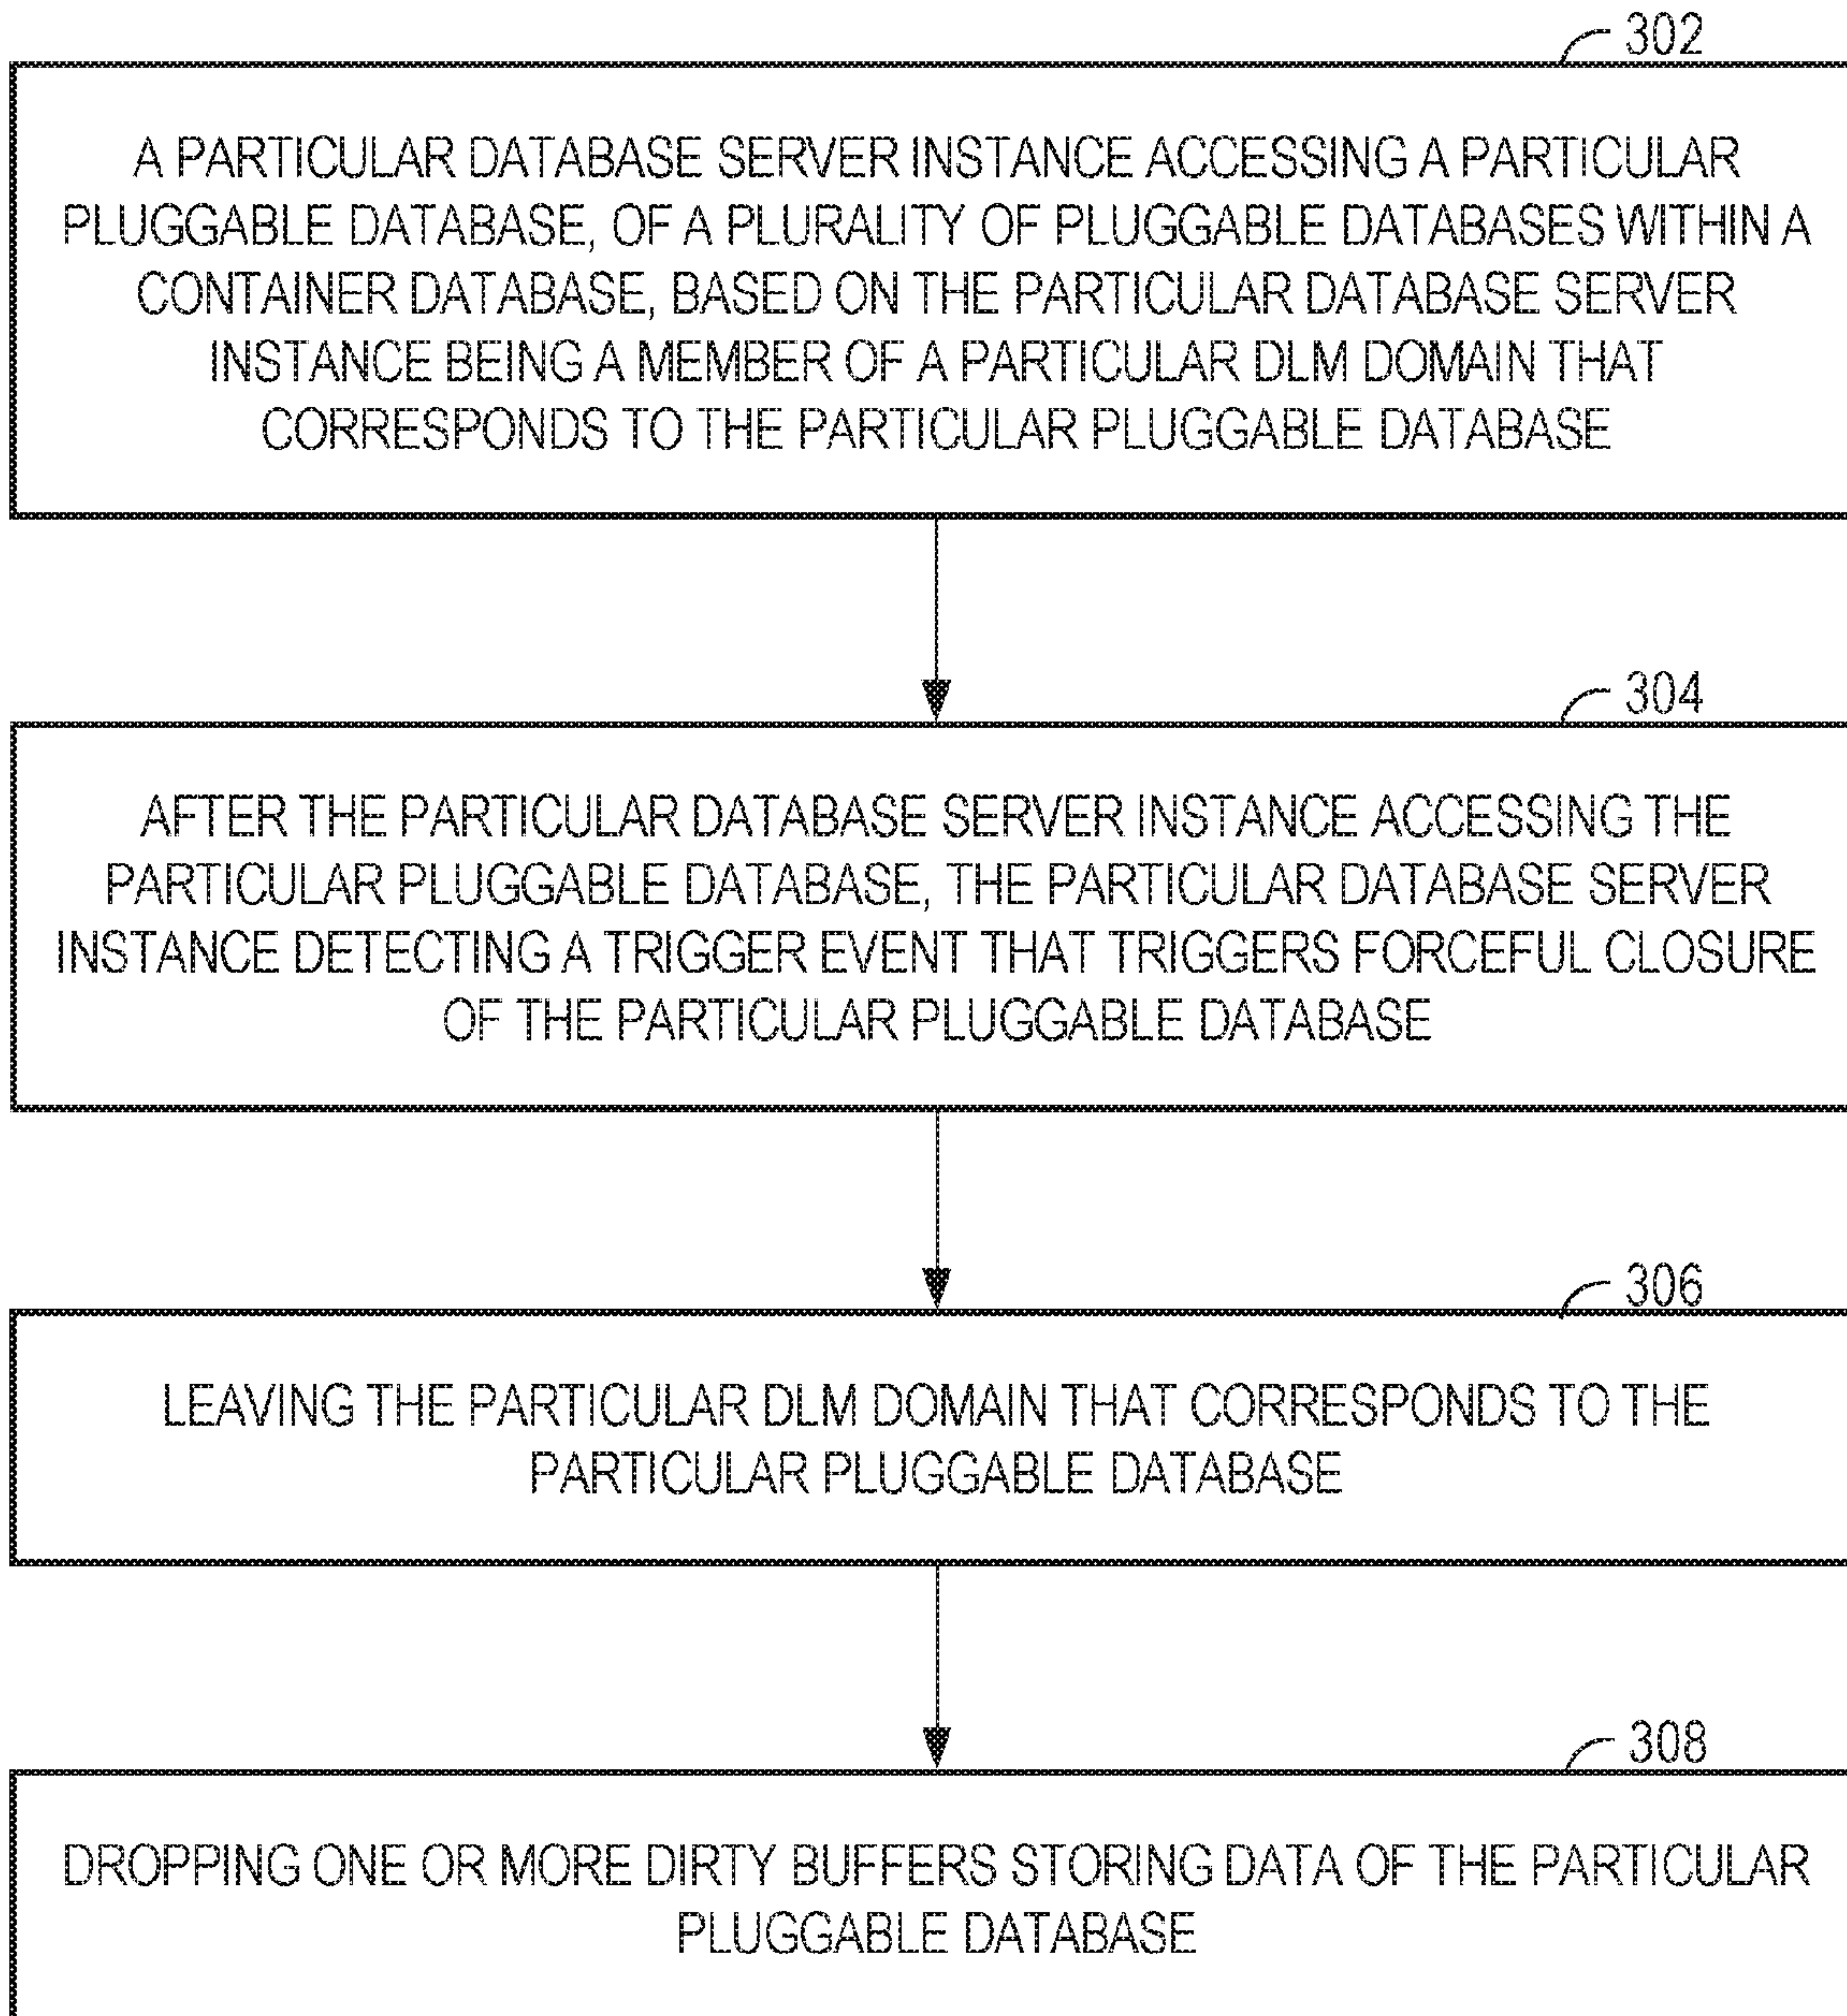 302
A PARTICULAR DATABASE SERVER INSTANCE ACCESSING A PARTICULAR
PLUGGABLE DATABASE, OF A PLURALITY OF PLUGGABLE DATABASES WITHIN A
CONTAINER DATABASE, BASED ON THE PARTICULAR DATABASE SERVER
INSTANCE BEING A MEMBER OF A PARTICULAR DLM DOMAIN THAT
CORRESPONDS TO THE PARTICULAR PLUGGABLE DATABASE
304
AFTER THE PARTICULAR DATABASE SERVER INSTANCE ACCESSING THE
PARTICULAR PLUGGABLE DATABASE, THE PARTICULAR DATABASE SERVER
INSTANCE DETECTING A TRIGGER EVENT THAT TRIGGERS FORCEFUL CLOSURE
OF THE PARTICULAR PLUGGABLE DATABASE
306
LEAVING THE PARTICULAR DLM DOMAIN THAT CORRESPONDS TO THE
PARTICULAR PLUGGABLE DATABASE
308
DROPPING ONE OR MORE DIRTY BUFFERS STORING DATA OF THE PARTICULAR
PLUGGABLE DATABASE